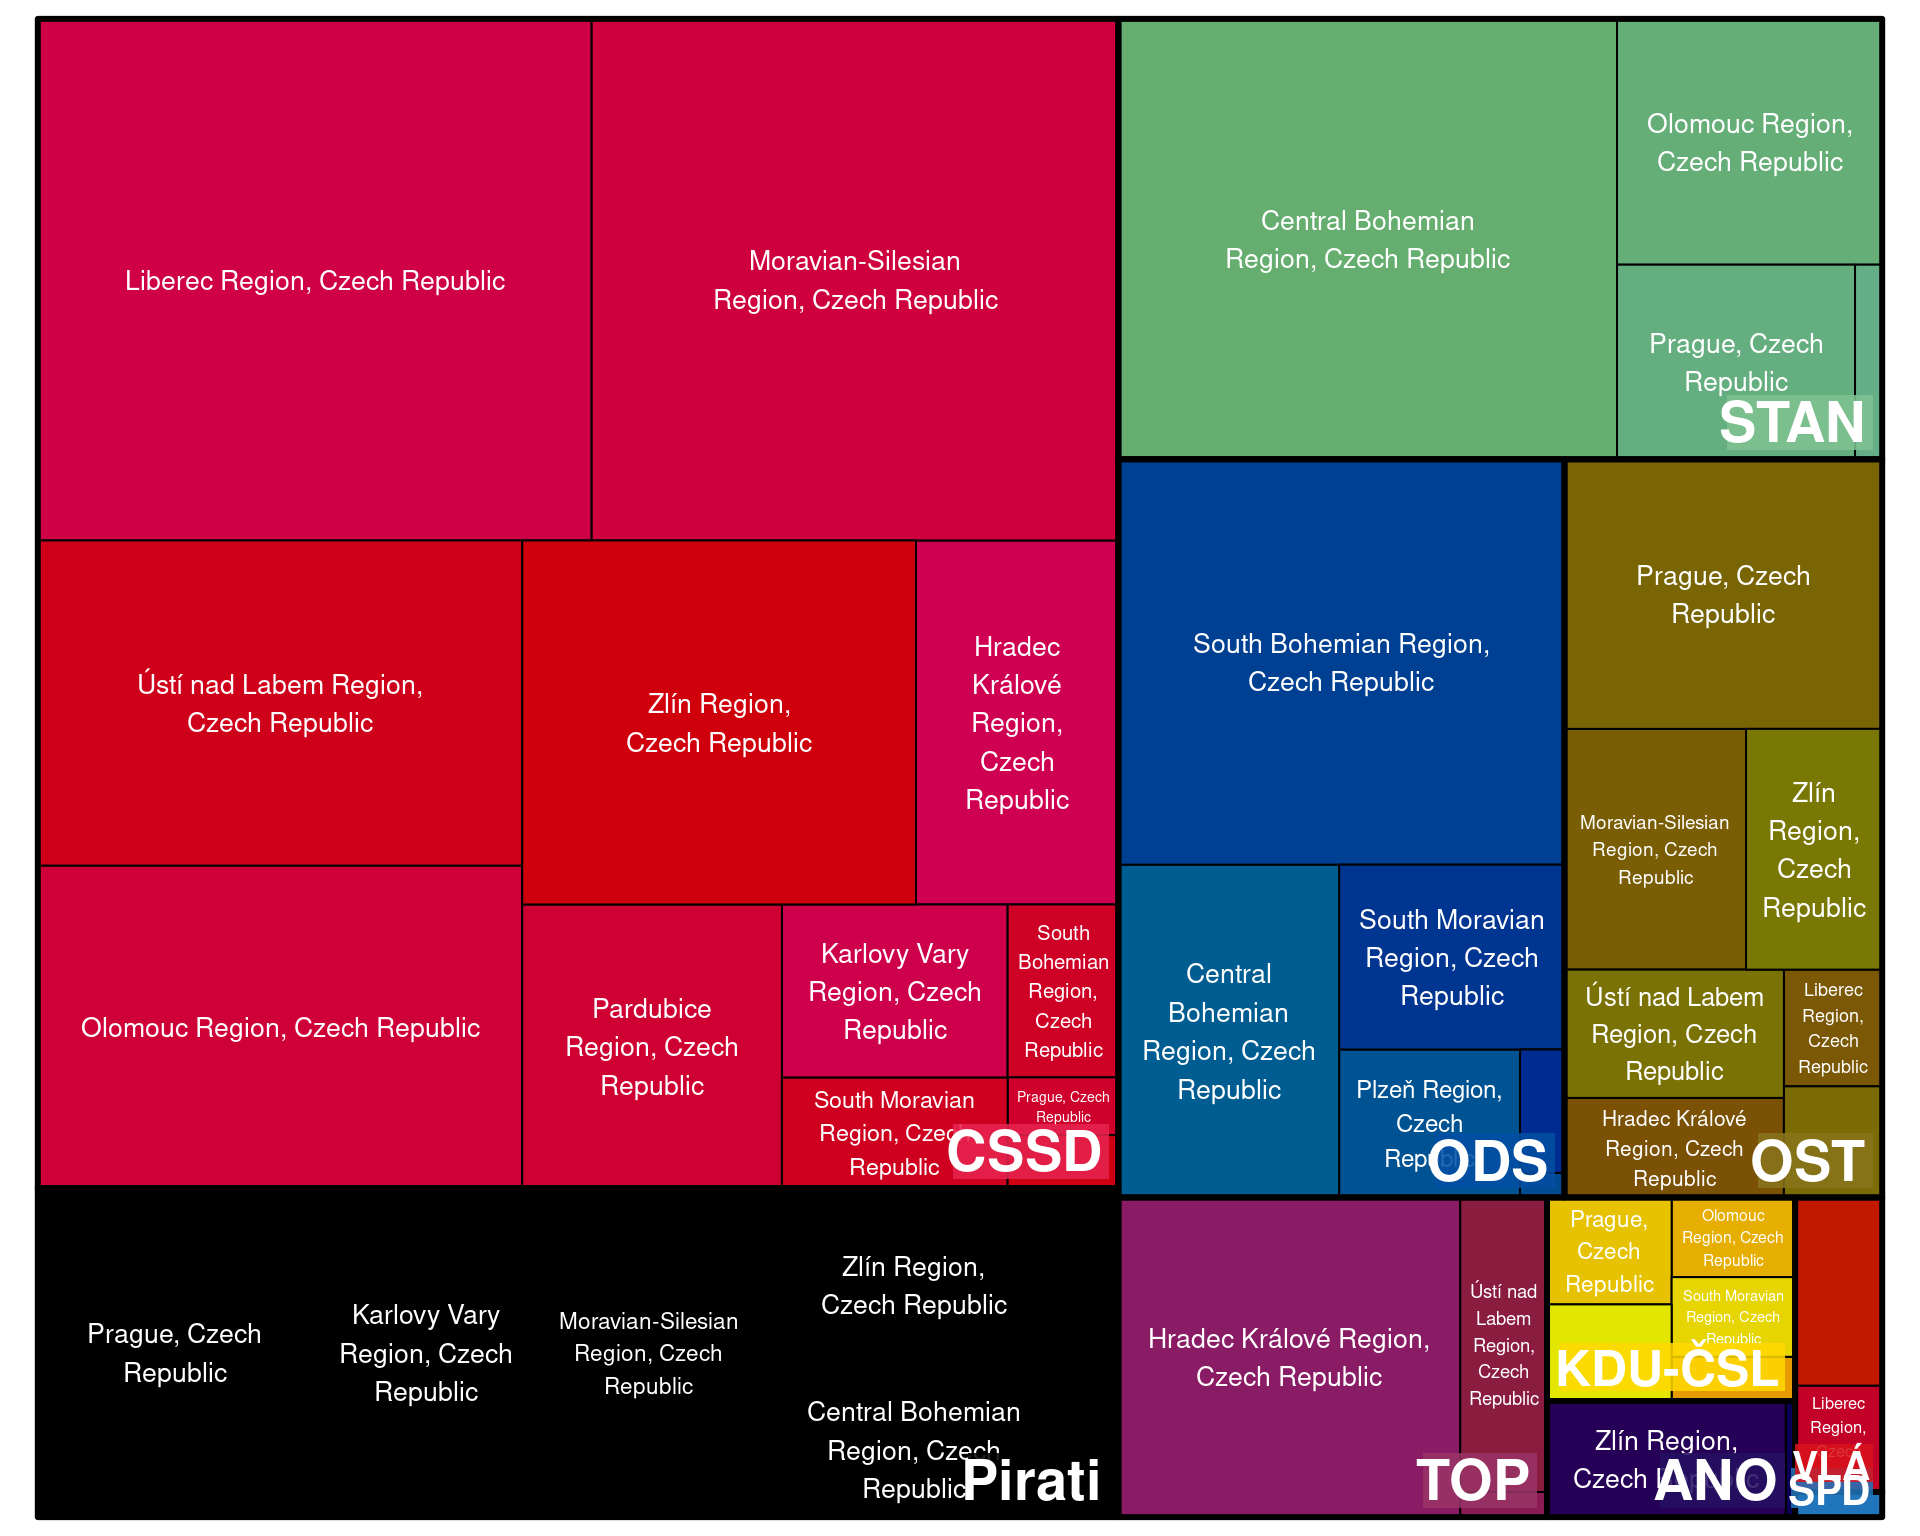 Liberec Region, Czech Republic
Moravian-Silesian
Region, Czech Republic
Ústí nad Labem Region,
Czech Republic
Zlín Region,
Czech Republic
Hradec
Králové
Region,
Czech
Republic
Olomouc Region, Czech Republic
Pardubice
Region, Czech
Republic
Karlovy Vary
Region, Czech
Republic
South
Bohemian
Region,
Czech
Republic
South Moravian
Region, Czech
Republic
Prague, Czech
Republic
CSSD
Prague, Czech
Republic
Karlovy Vary
Region, Czech
Republic
Moravian-Silesian
Region, Czech
Republic
Zlín Region,
Czech Republic
Central Bohemian
Region, Czech
Republic
Pirati
Central Bohemian
Region, Czech Republic
Olomouc Region,
Czech Republic
Prague, Czech
Republic
STAN
South Bohemian Region,
Czech Republic
Central
Bohemian
Region, Czech
Republic
South Moravian
Region, Czech
Republic
Plzeň Region,
Czech
Republic
ODS
Prague, Czech
Republic
Moravian-Silesian
Region, Czech
Republic
Zlín
Region,
Czech
Republic
Ústí nad Labem
Region, Czech
Republic
Liberec
Region,
Czech
Republic
Hradec Králové
Region, Czech
Republic
OST
Hradec Králové Region,
Czech Republic
Ústí nad
Labem
Region,
Czech
Republic
TOP
Prague,
Czech
Republic
Olomouc
Region, Czech
Republic
South Moravian
Region, Czech
Republic
KDU-ČSL
Zlín Region,
Czech Republic
ANO
Liberec
Region,
Czech
VLÁ
SPD